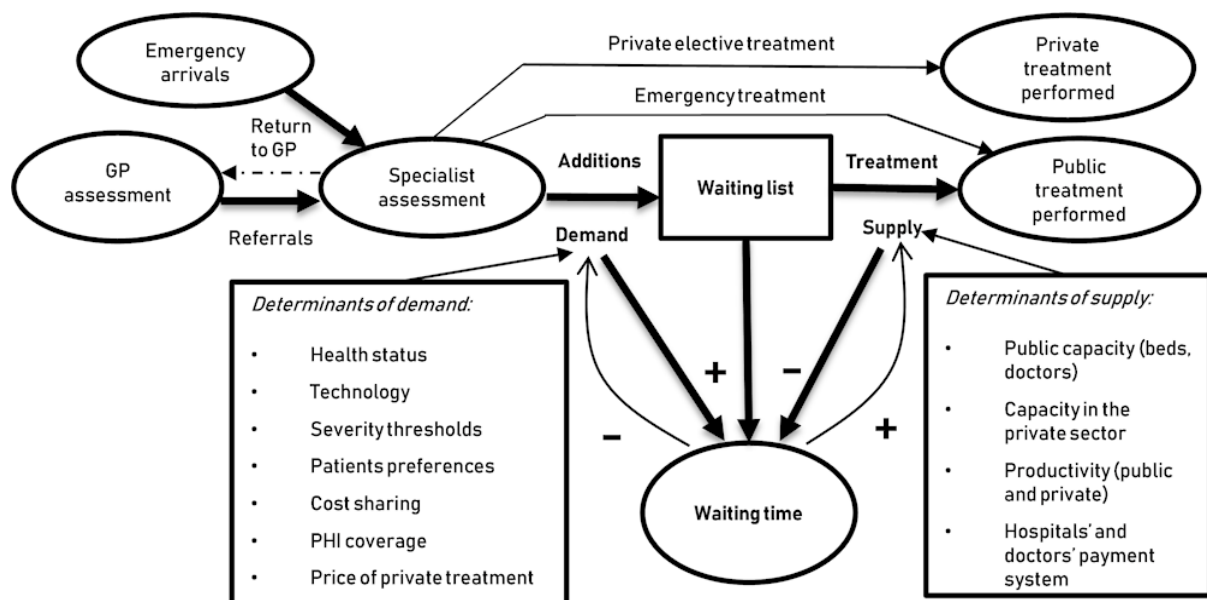 Emergency
arrivals
Private elective treatment
Private
treatment
performed
Emergency treatment
Return
to GP
GP
assessment
Specialist
assessment
Additions
Waiting list
Treatment
Public
treatment
performed
Referrals
Demand
Supply
Determinants of demand:
• Health status
• Technology
• Severity thresholds
• Patients preferences
• Cost sharing
• PHI coverage
• Price of private treatment
+
−
−
+
Waiting time
Determinants of supply:
• Public capacity (beds,
doctors)
• Capacity in the
private sector
• Productivity (public
and private)
• Hospitals’ and
doctors’ payment
system